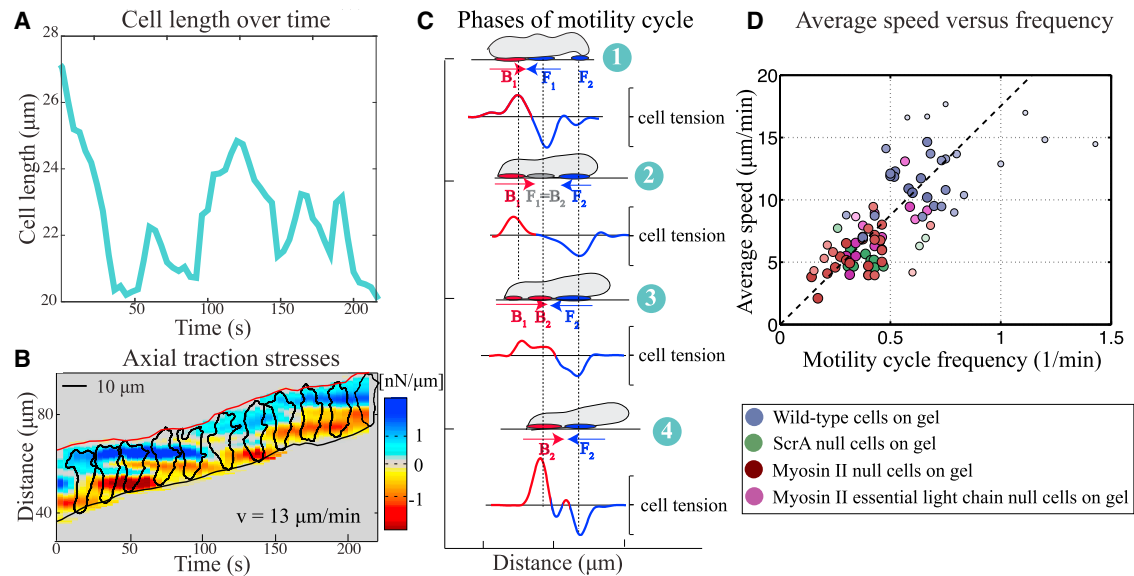 A
Cell length over time
28
26
24
22
20
Cell length (μm)
0
50
100
150
200
Time (s)
B
Axial traction stresses
10 μm
[nN/μm]
80
40
Distance (μm)
1
0
-1
v = 13 μm/min
0
50
100
150
200
Time (s)
C
Phases of motility cycle
1
B1 F1 F2
cell tension
2
B1 F1=B2 F2
cell tension
3
B1 B2 F2
cell tension
4
B2 F2
cell tension
Distance (μm)
D
Average speed versus frequency
20
15
10
5
0
Average speed (μm/min)
0
0.5
1
1.5
Motility cycle frequency (1/min)
Wild-type cells on gel
ScrA null cells on gel
Myosin II null cells on gel
Myosin II essential light chain null cells on gel